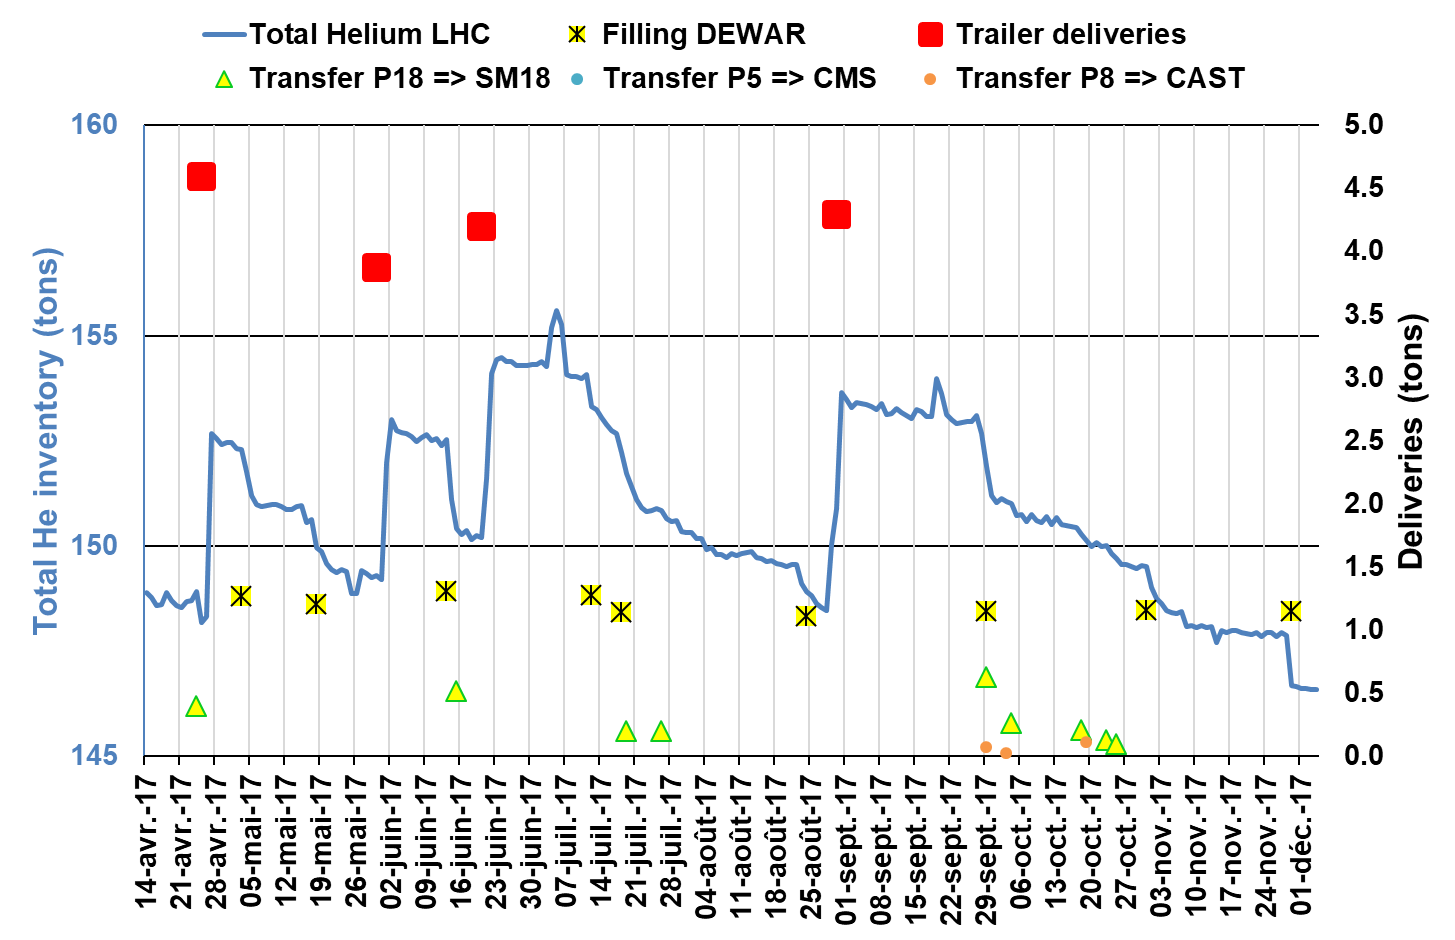 Total Helium LHC Filling DEWAR Trailer deliveries
Transfer P18 => SM18 Transfer P5 => CMS Transfer P8 => CAST
Total He inventory (tons)
160
155
150
145
5.0
4.5
4.0
3.5
3.0
2.5
2.0
1.5
1.0
0.5
0.0
Deliveries (tons)
14-avr.-17
21-avr.-17
28-avr.-17
05-mai-17
12-mai-17
19-mai-17
26-mai-17
02-juin-17
09-juin-17
16-juin-17
23-juin-17
30-juin-17
07-juil.-17
14-juil.-17
21-juil.-17
28-juil.-17
04-août-17
11-août-17
18-août-17
25-août-17
01-sept.-17
08-sept.-17
15-sept.-17
22-sept.-17
29-sept.-17
06-oct.-17
13-oct.-17
20-oct.-17
27-oct.-17
03-nov.-17
10-nov.-17
17-nov.-17
24-nov.-17
01-déc.-17